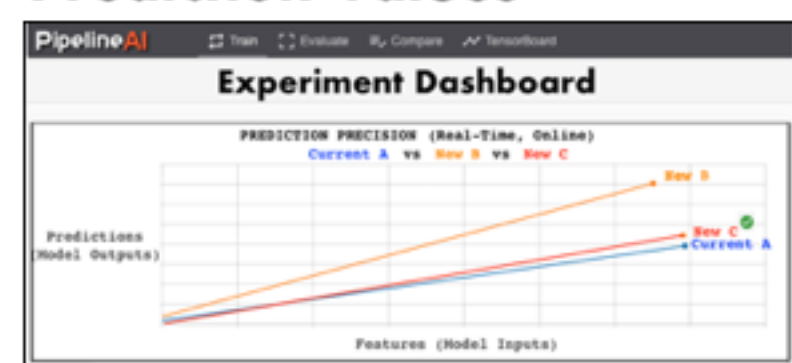 PipelineAI Train Evaluate Compare TensorBoard
Experiment Dashboard
PREDICTION PRECISION (Real-Time, Online)
Current A vs New B vs New C
New B
Predictions
(Model Outputs)
New C
Current A
Features (Model Inputs)